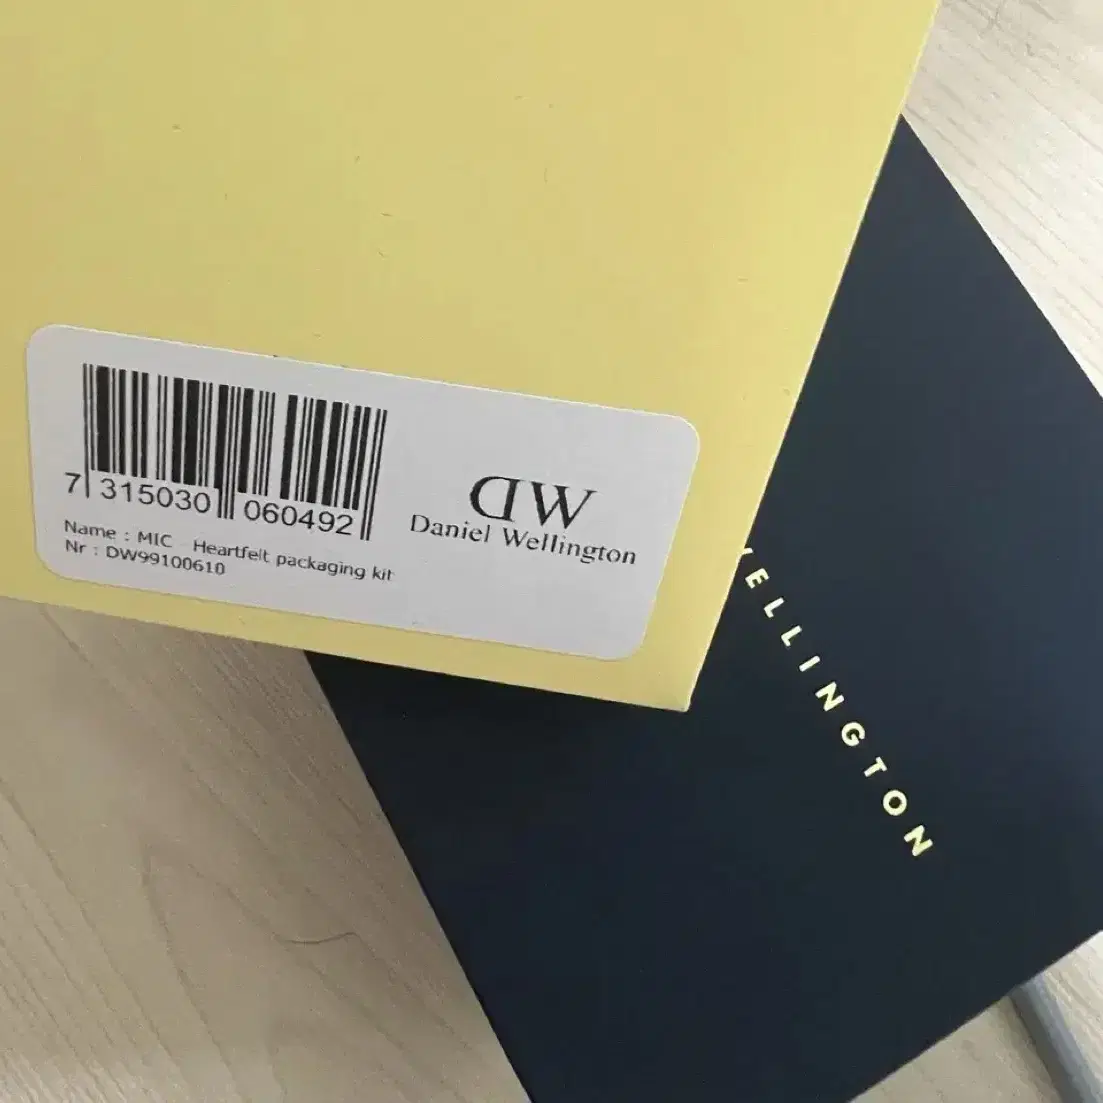 7 315030 060492
Name : MIC Heartfelt packaging kit
Nr : DW99100610
DW
Daniel Wellington
ELLINGTON